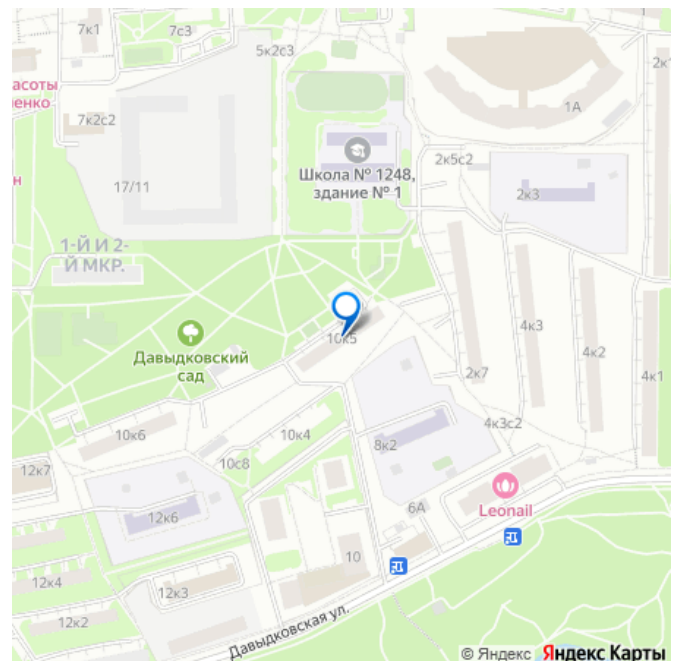 7к1
7с3
5к2с3
2к1
асоты
ненко
7к2с2
1А
Школа № 1248,
здание № 1
2к5с2
н
17/11
2к3
1-Й И 2-
Й МКР.
10к5
4к3
Давыдковский
сад
4к2
2к7
4к1
10к6
10к4
4к3с2
8к2
10с8
12к7
Leonail
6А
12к6
10
12к4
12к3
12к2
Давыдковская ул.
© Яндекс Яндекс Карты